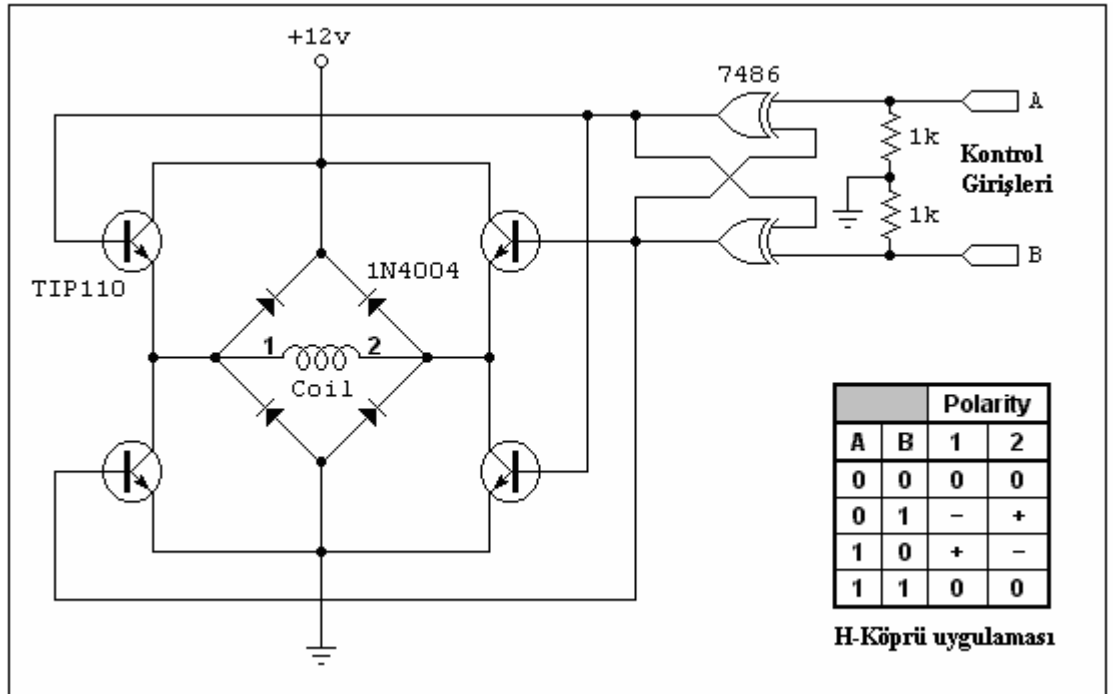 +12v
7486
A
1k
Kontrol
Girişleri
1k
B
1N4004
TIP110
1 2
Coil
Polarity
A B 1 2
0 0 0 0
0 1 − +
1 0 + −
1 1 0 0
H-Köprü uygulaması